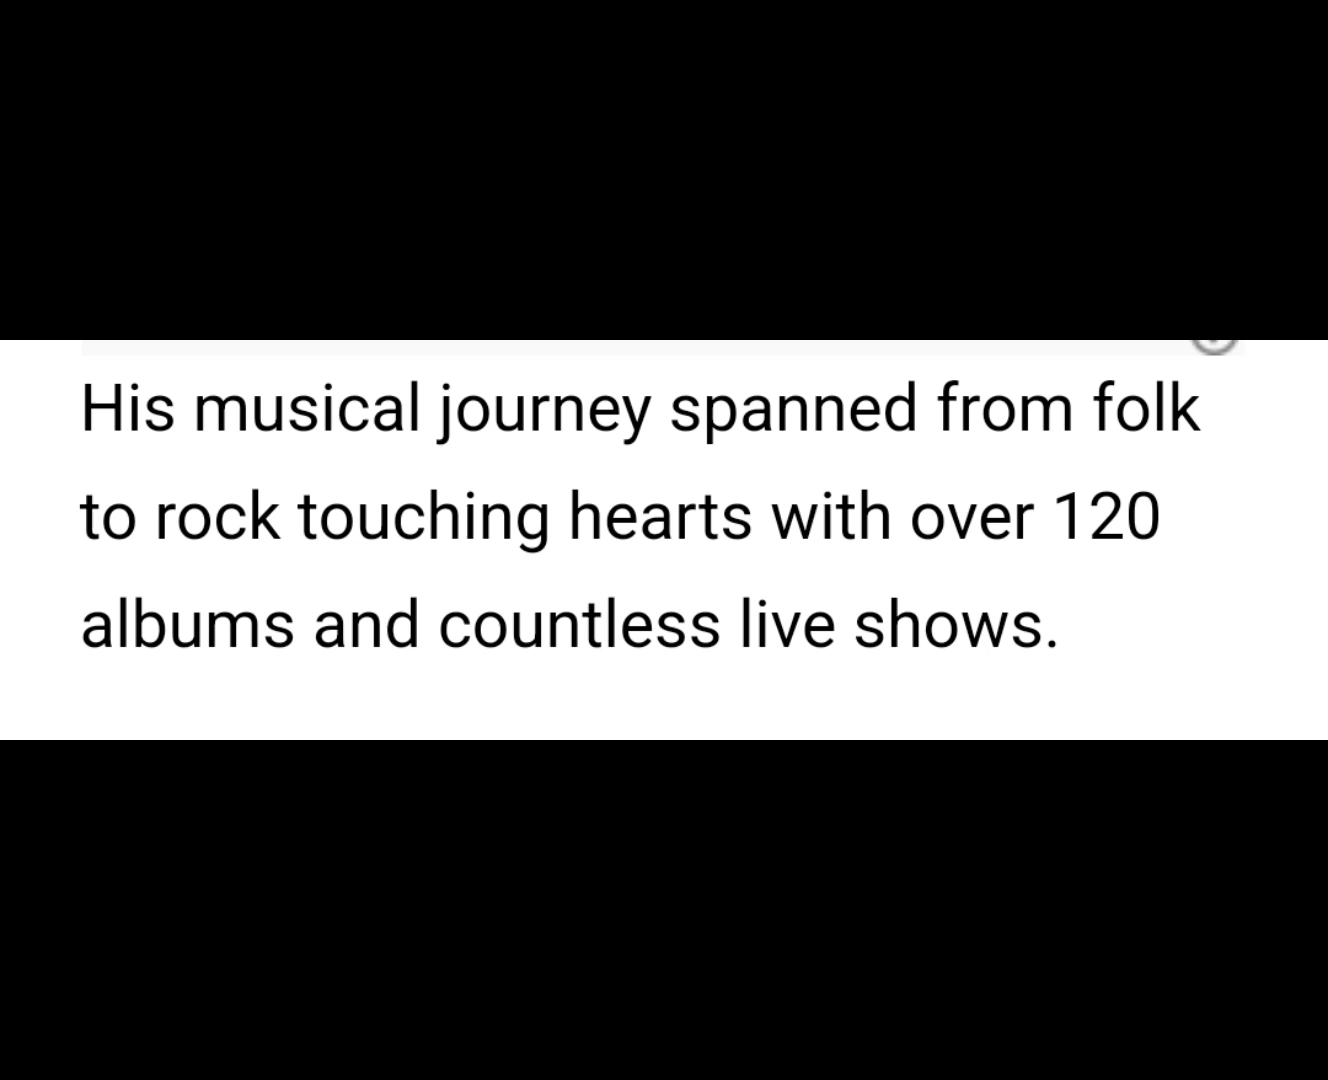 His musical journey spanned from folk
to rock touching hearts with over 120
albums and countless live shows.